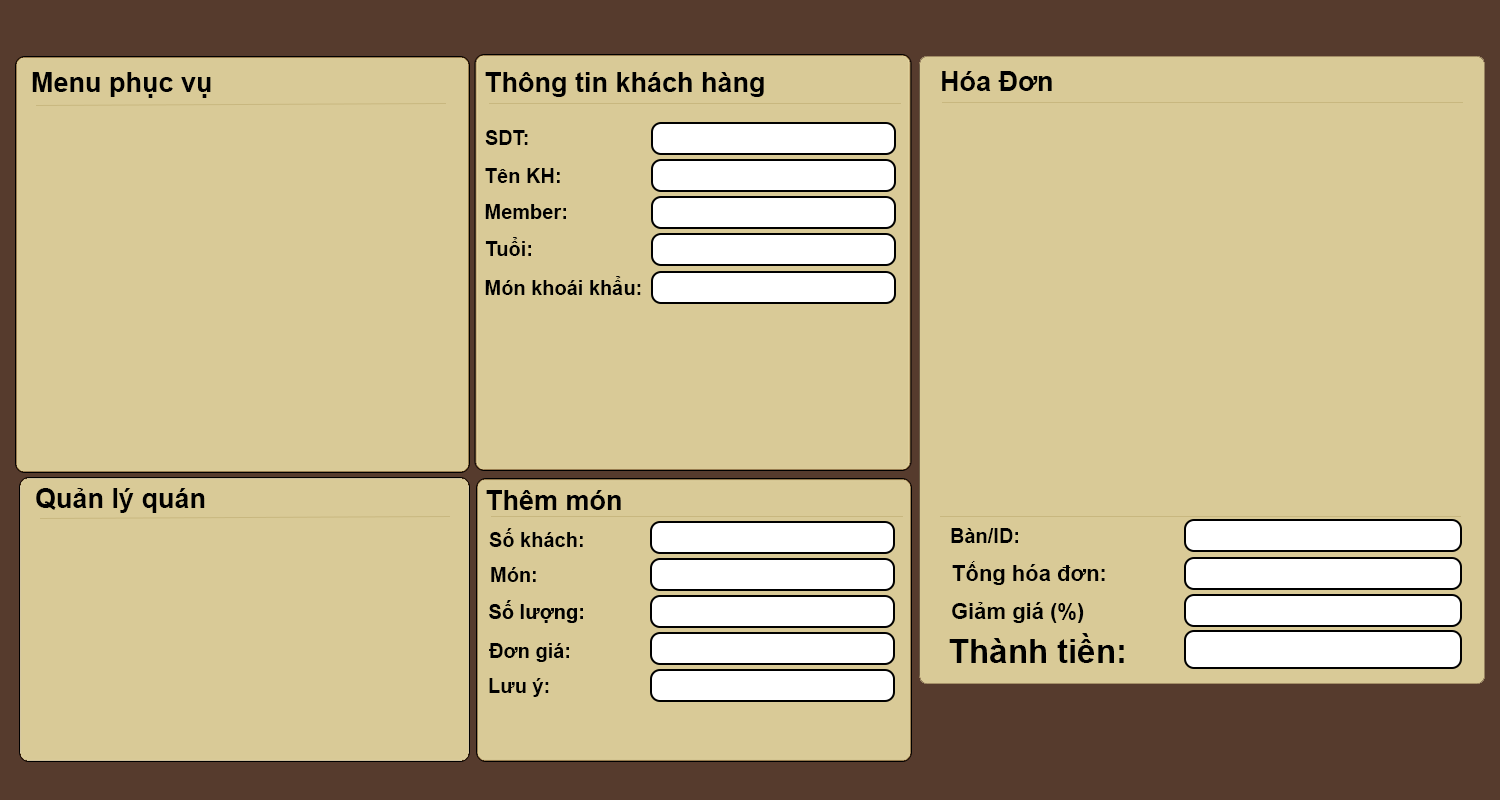 Menu phục vụ
Thông tin khách hàng
SDT:
Tên KH:
Member:
Tuổi:
Món khoái khẩu:
Hóa Đơn
Quản lý quán
Thêm món
Số khách:
Món:
Số lượng:
Đơn giá:
Lưu ý:
Bàn/ID:
Tổng hóa đơn:
Giảm giá (%)
Thành tiền: